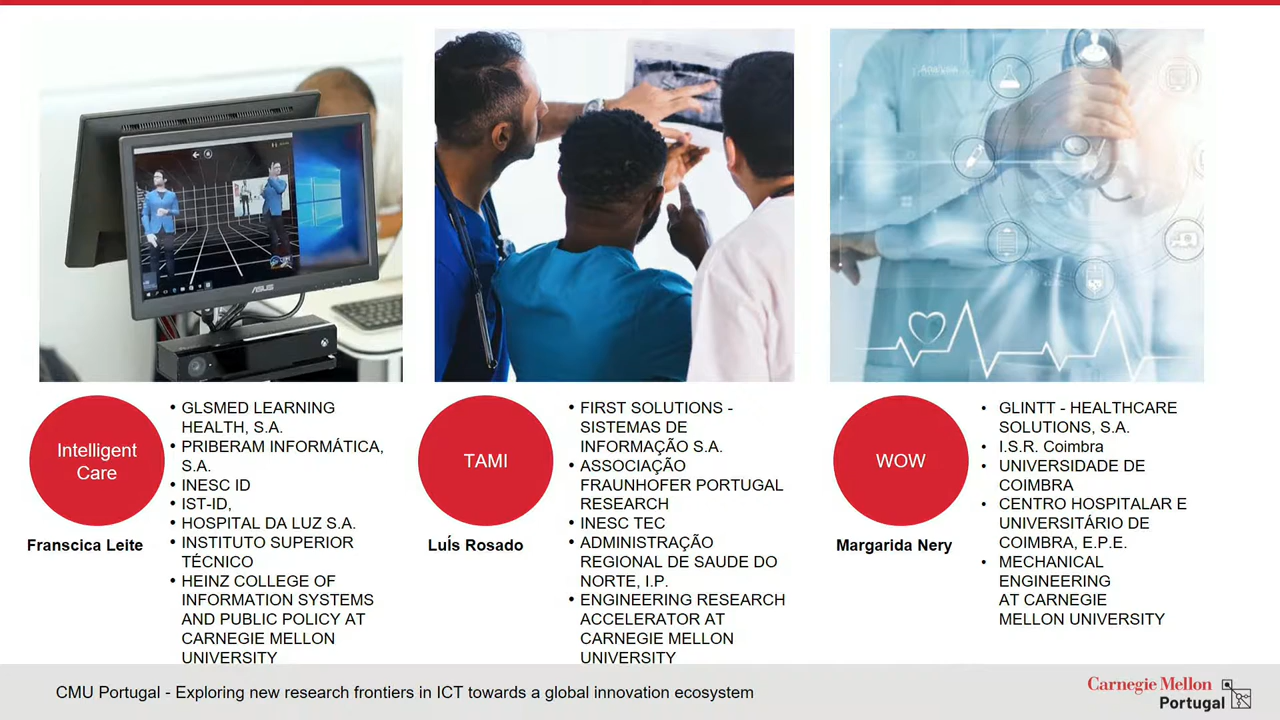 Analysis
ASUS
Intelligent
Care
Franscica Leite
• GLSMED LEARNING
HEALTH, S.A.
• PRIBERAM INFORMÁTICA,
S.A.
• INESC ID
• IST-ID,
• HOSPITAL DA LUZ S.A.
• INSTITUTO SUPERIOR
TÉCNICO
• HEINZ COLLEGE OF
INFORMATION SYSTEMS
AND PUBLIC POLICY AT
CARNEGIE MELLON
UNIVERSITY
TAMI
LuÍs Rosado
• FIRST SOLUTIONS -
SISTEMAS DE
INFORMAÇÃO S.A.
• ASSOCIAÇÃO
FRAUNHOFER PORTUGAL
RESEARCH
• INESC TEC
• ADMINISTRAÇÃO
REGIONAL DE SAUDE DO
NORTE, I.P.
• ENGINEERING RESEARCH
ACCELERATOR AT
CARNEGIE MELLON
UNIVERSITY
WOW
Margarida Nery
• GLINTT - HEALTHCARE
SOLUTIONS, S.A.
• I.S.R. Coimbra
• UNIVERSIDADE DE
COIMBRA
• CENTRO HOSPITALAR E
UNIVERSITÁRIO DE
COIMBRA, E.P.E.
• MECHANICAL
ENGINEERING
AT CARNEGIE
MELLON UNIVERSITY
CMU Portugal - Exploring new research frontiers in ICT towards a global innovation ecosystem
Carnegie Mellon
Portugal